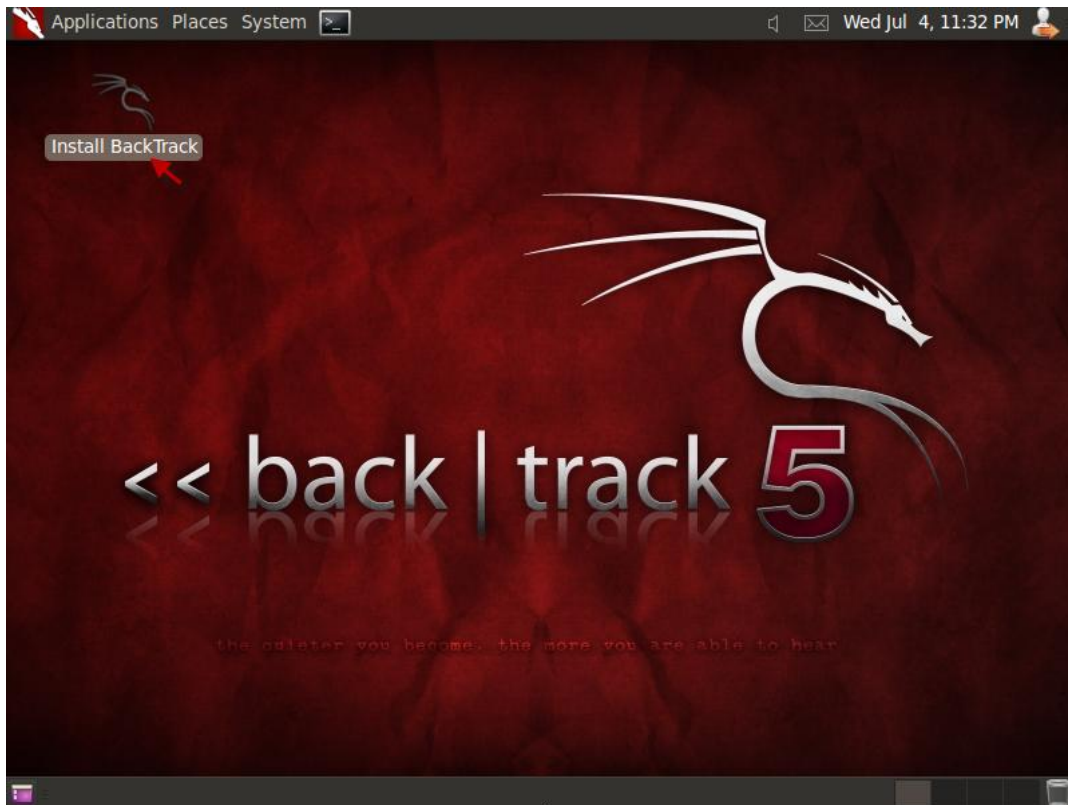 Applications Places System Wed Jul 4, 11:32 PM
Install BackTrack
<< back | track 5
the quieter you become, the more you are able to hear